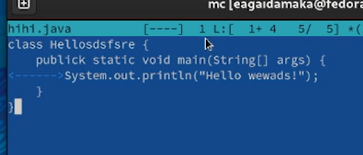 mc [eagaidamaka@fedora
hihi.java [----] 1 L:[ 1+ 4 5/ 5] *(
class Hellosdsfsre {
    publick static void main(String[] args) {
<------>System.out.println("Hello wewads!");
    }
}